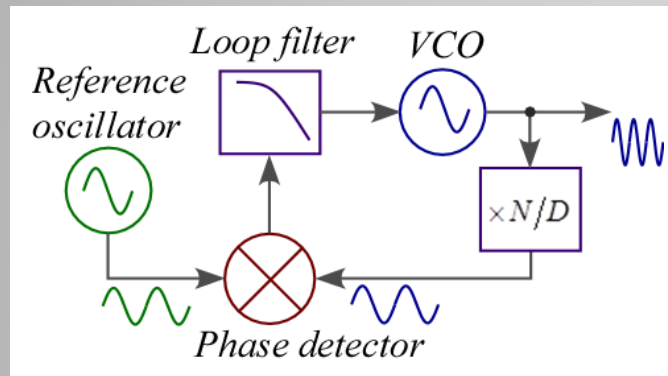 Loop filter
VCO
Reference
oscillator
×N/D
Phase detector